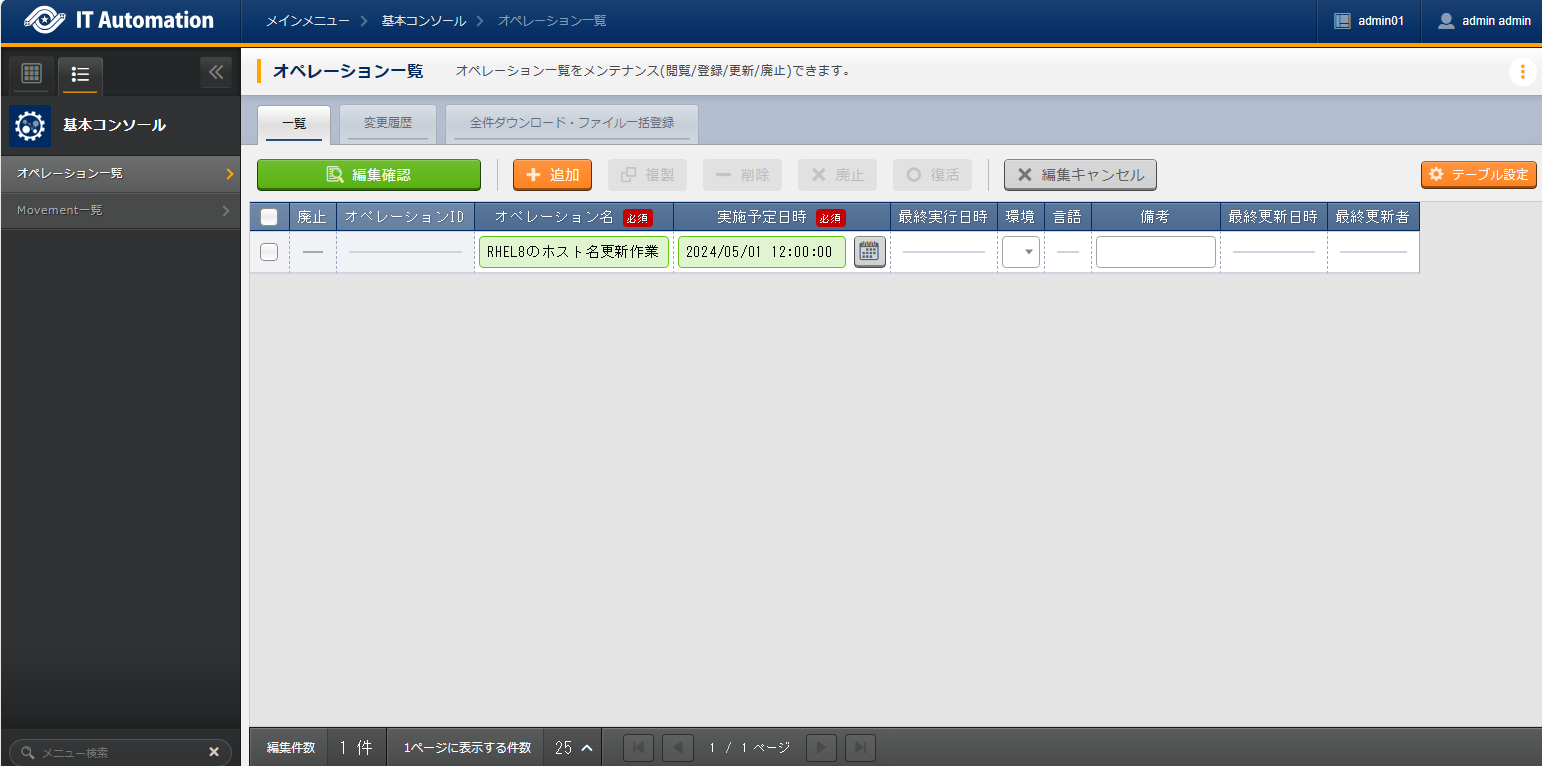 IT Automation
メインメニュー
基本コンソール
オペレーション一覧
admin01
admin admin
オペレーション一覧
オペレーション一覧をメンテナンス(閲覧/登録/更新/廃止)できます。
基本コンソール
オペレーション一覧
Movement一覧
一覧
変更履歴
全件ダウンロード・ファイル一括登録
編集確認
追加
複製
削除
廃止
復活
編集キャンセル
テーブル設定
廃止 オペレーションID オペレーション名 必須 実施予定日時 必須 最終実行日時 環境 言語 備考 最終更新日時 最終更新者
RHEL8のホスト名更新作業 2024/05/01 12:00:00
メニュー検索
編集件数 1 件 1ページに表示する件数 25 1 / 1 ページ